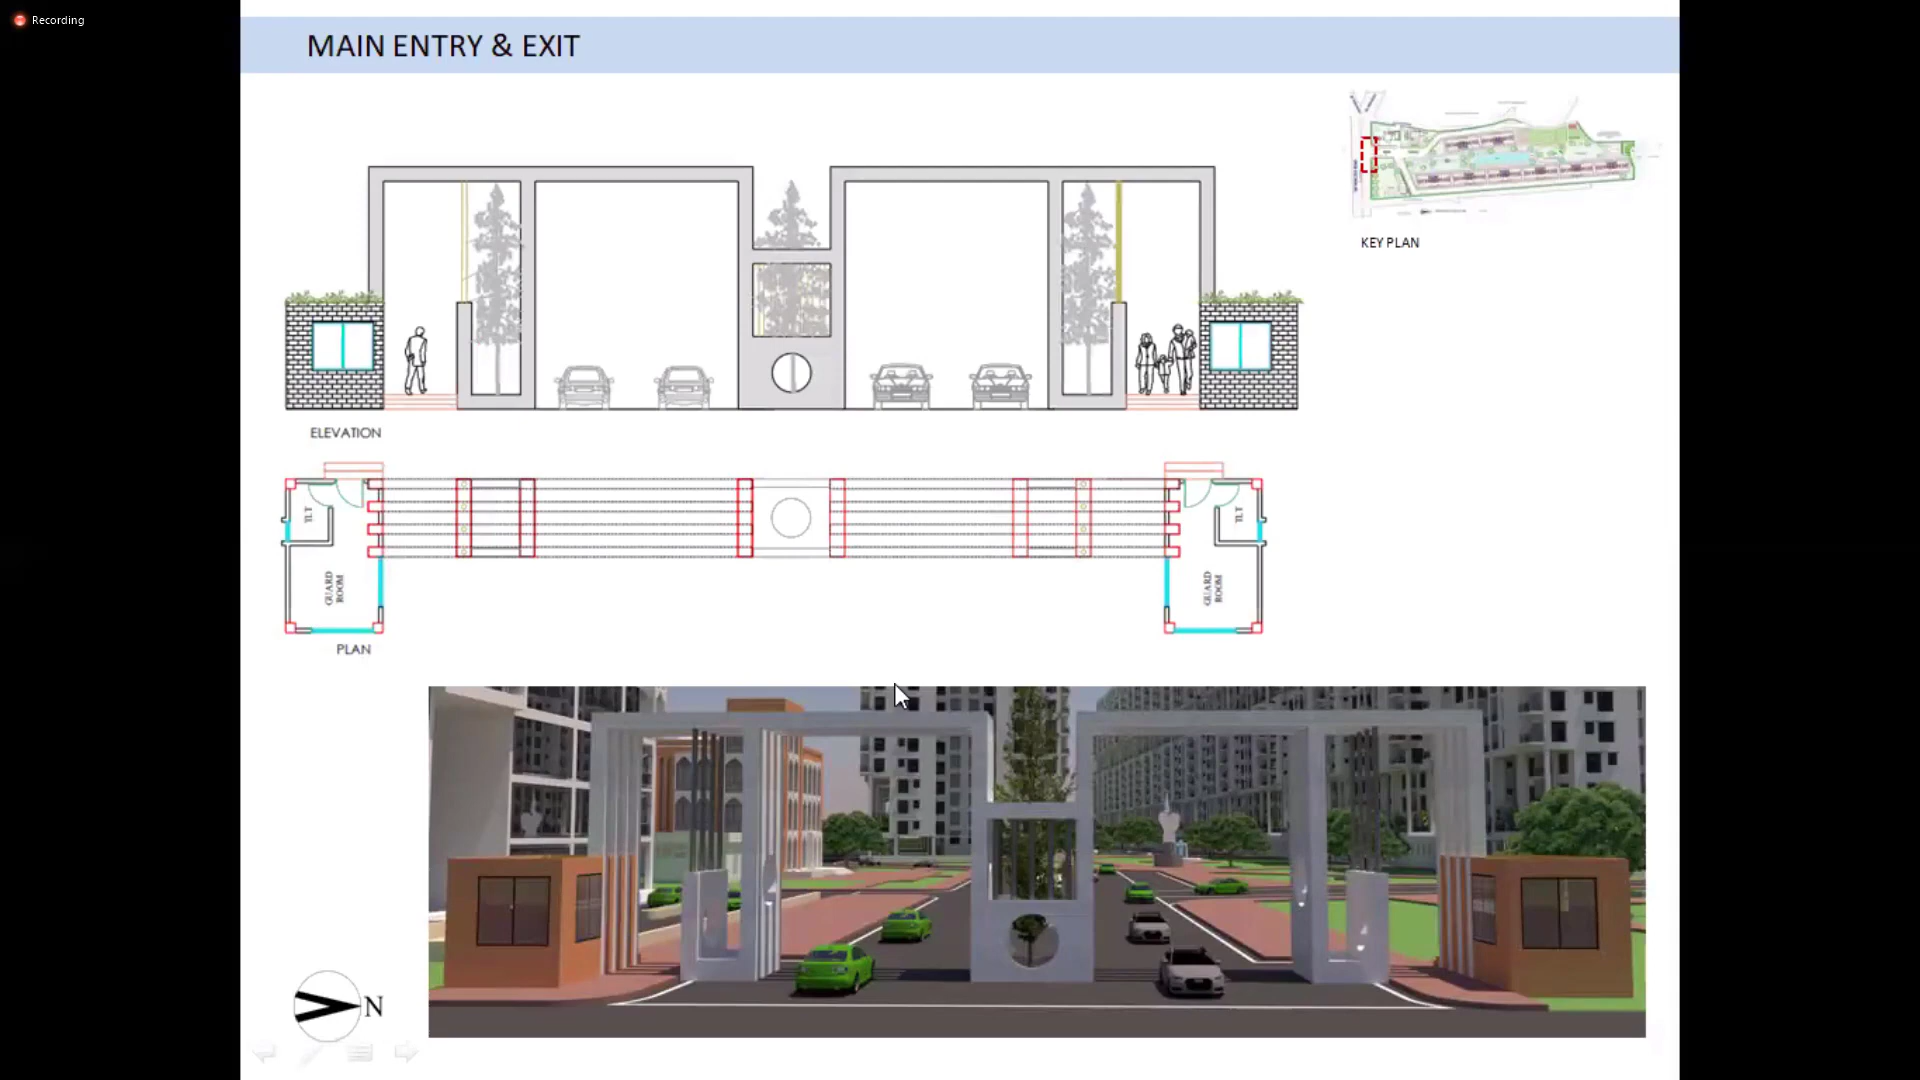 Recording
MAIN ENTRY & EXIT
KEY PLAN
ELEVATION
TLT
TLT
GUARD
ROOM
GUARD
ROOM
PLAN
N